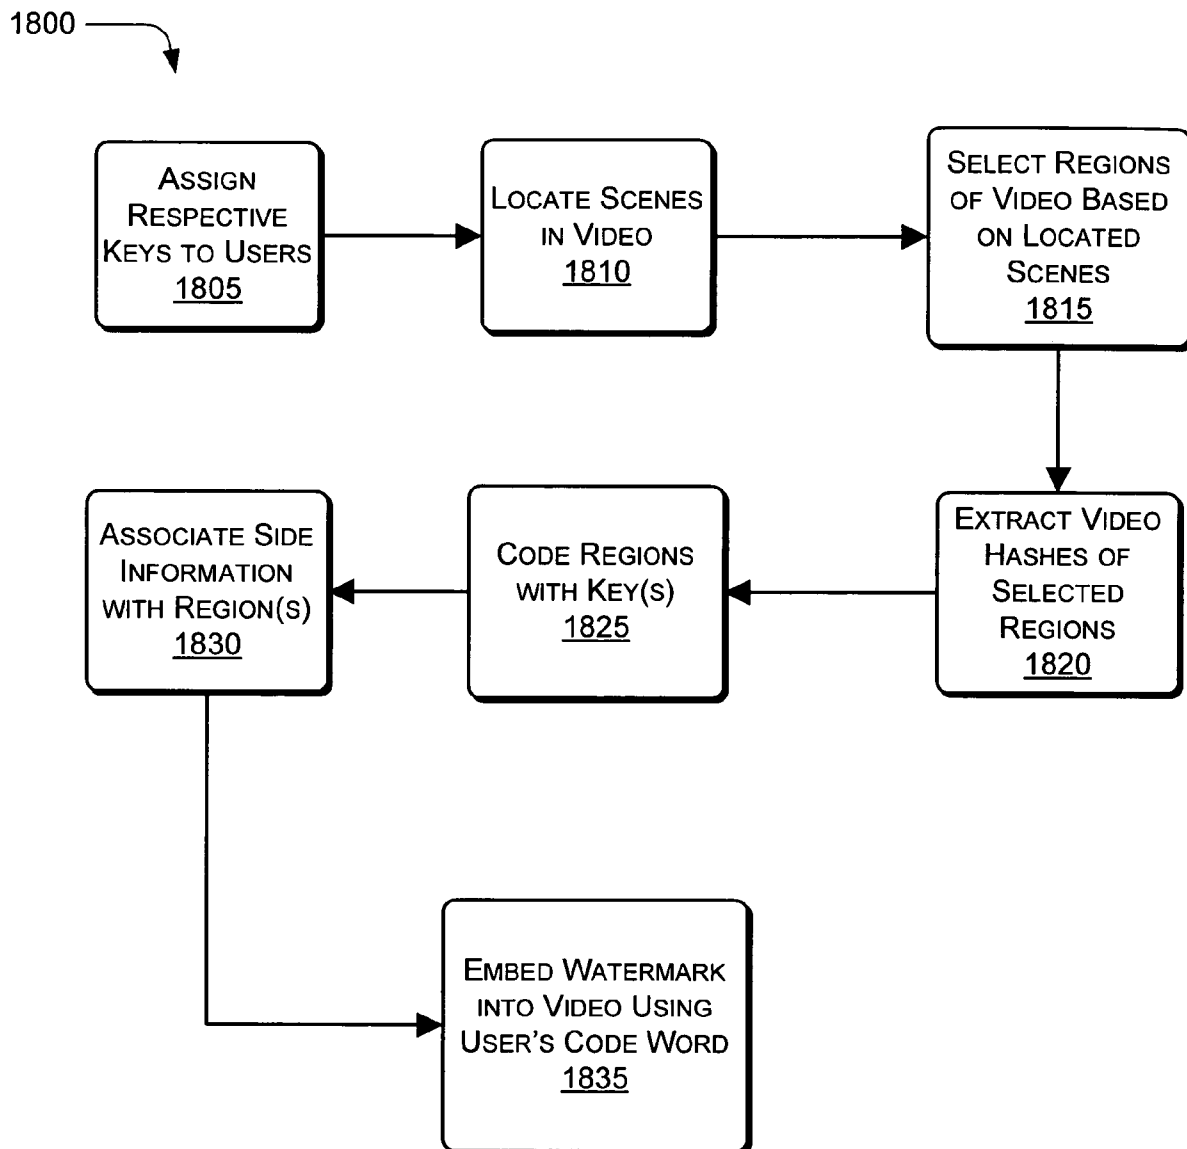 1800
ASSIGN
RESPECTIVE
KEYS TO USERS
1805
LOCATE SCENES
IN VIDEO
1810
SELECT REGIONS
OF VIDEO BASED
ON LOCATED
SCENES
1815
EXTRACT VIDEO
HASHES OF
SELECTED
REGIONS
1820
CODE REGIONS
WITH KEY(S)
1825
ASSOCIATE SIDE
INFORMATION
WITH REGION(S)
1830
EMBED WATERMARK
INTO VIDEO USING
USER'S CODE WORD
1835